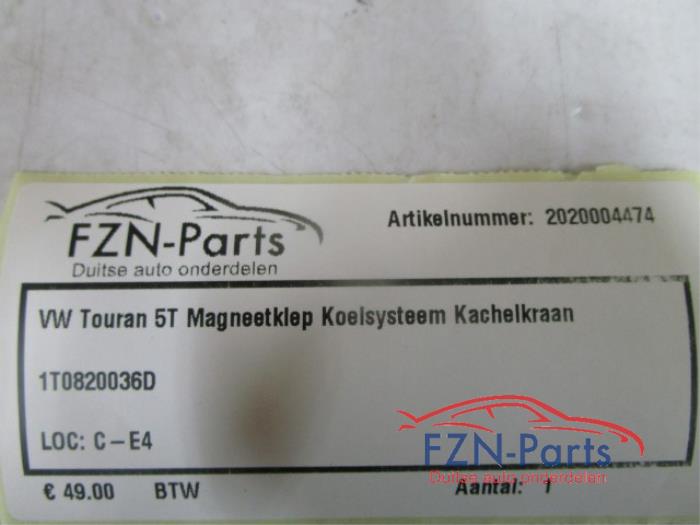 FZN-Parts
Duitse auto onderdelen
Artikelnummer: 2020004474
VW Touran 5T Magneetklep Koelsysteem Kachelkraan
1T0820036D
LOC: C-E4
FZN-Parts
Duitse auto onderdelen
€ 49.00 BTW Aantal: 1